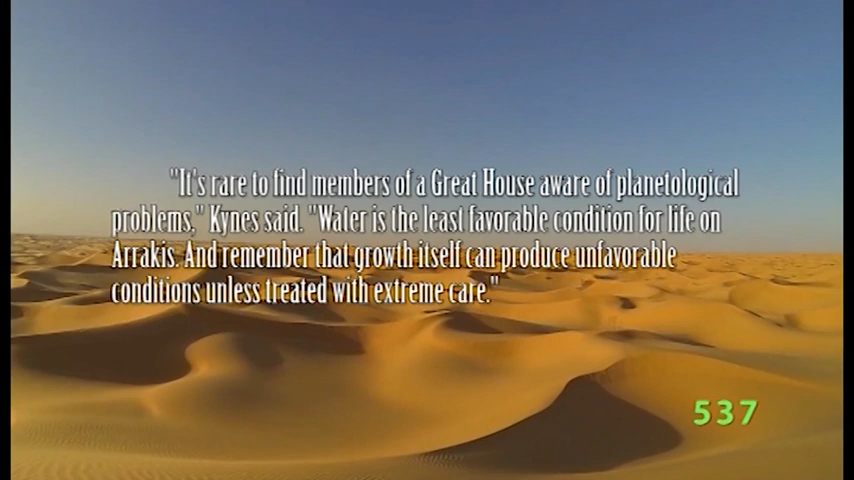 "It's rare to find members of a Great House aware of planetological
problems," Kynes said. "Water is the least favorable condition for life on
Arrakis. And remember that growth itself can produce unfavorable
conditions unless treated with extreme care."
537